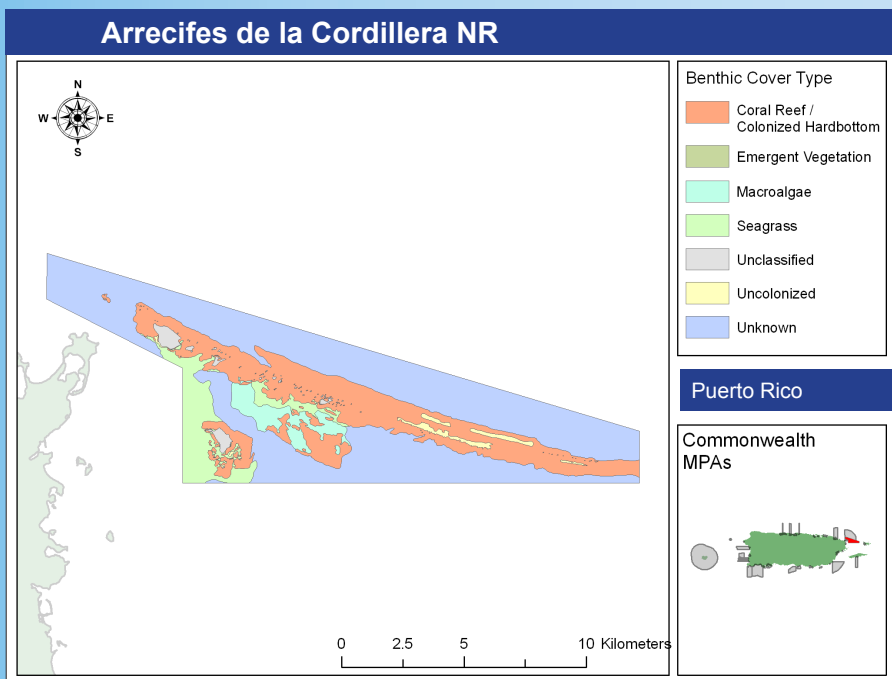 Arrecifes de la Cordillera NR
N
W E
S
Benthic Cover Type
Coral Reef /
Colonized Hardbottom
Emergent Vegetation
Macroalgae
Seagrass
Unclassified
Uncolonized
Unknown
Puerto Rico
Commonwealth
MPAs
0 2.5 5 10 Kilometers